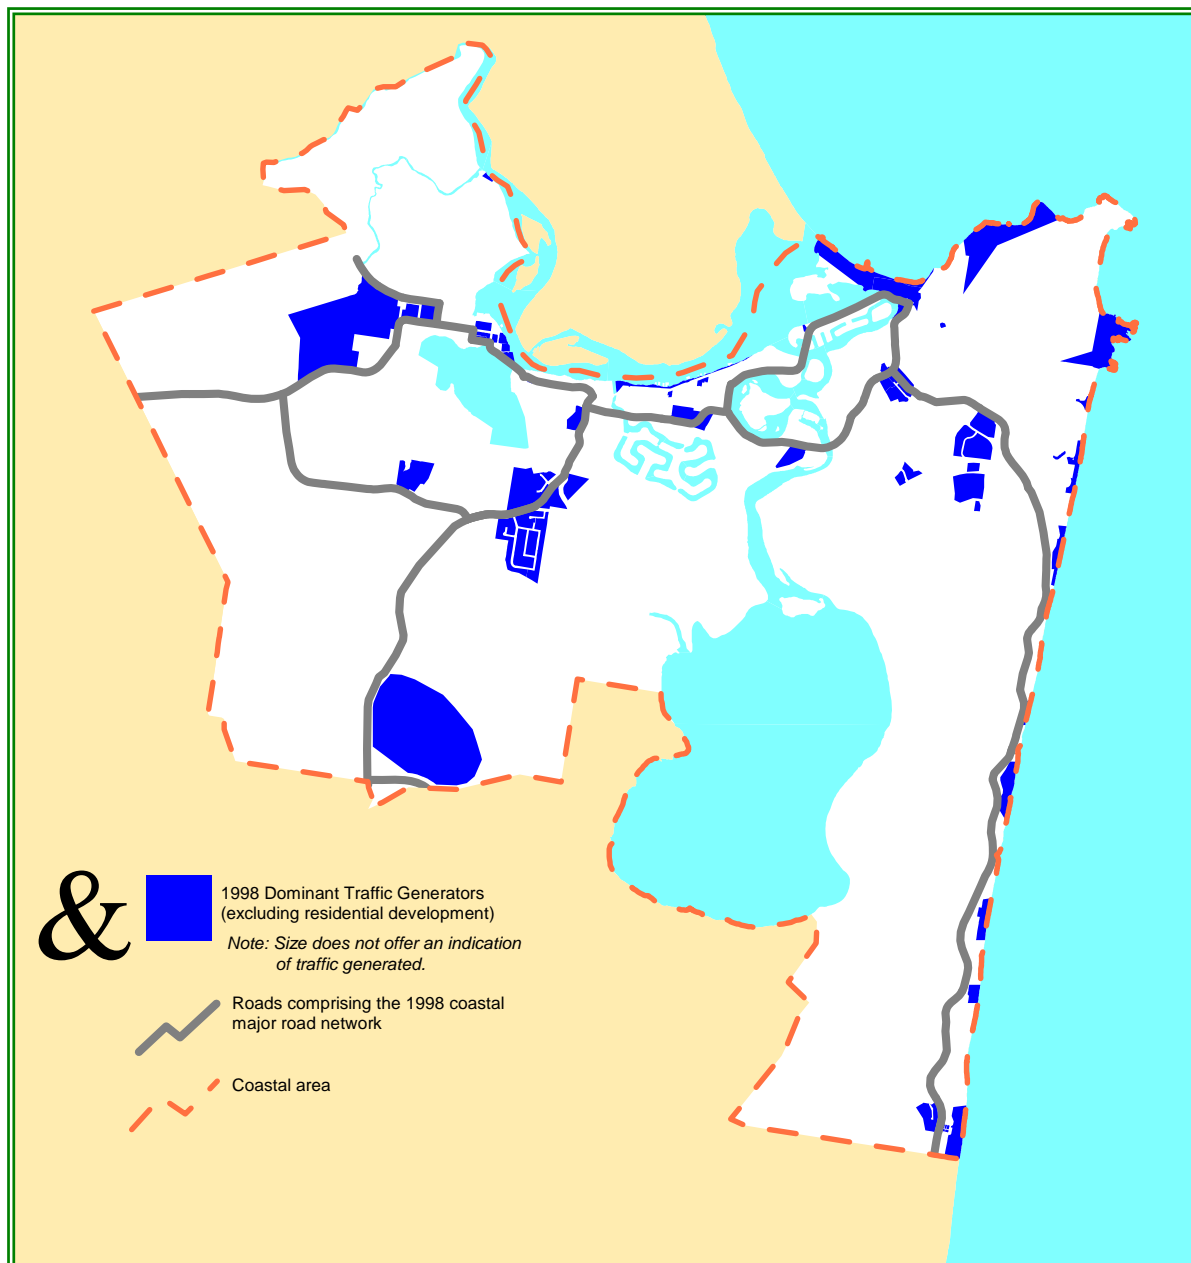 &
1998 Dominant Traffic Generators
(excluding residential development)
Note: Size does not offer an indication
of traffic generated.
Roads comprising the 1998 coastal
major road network
Coastal area